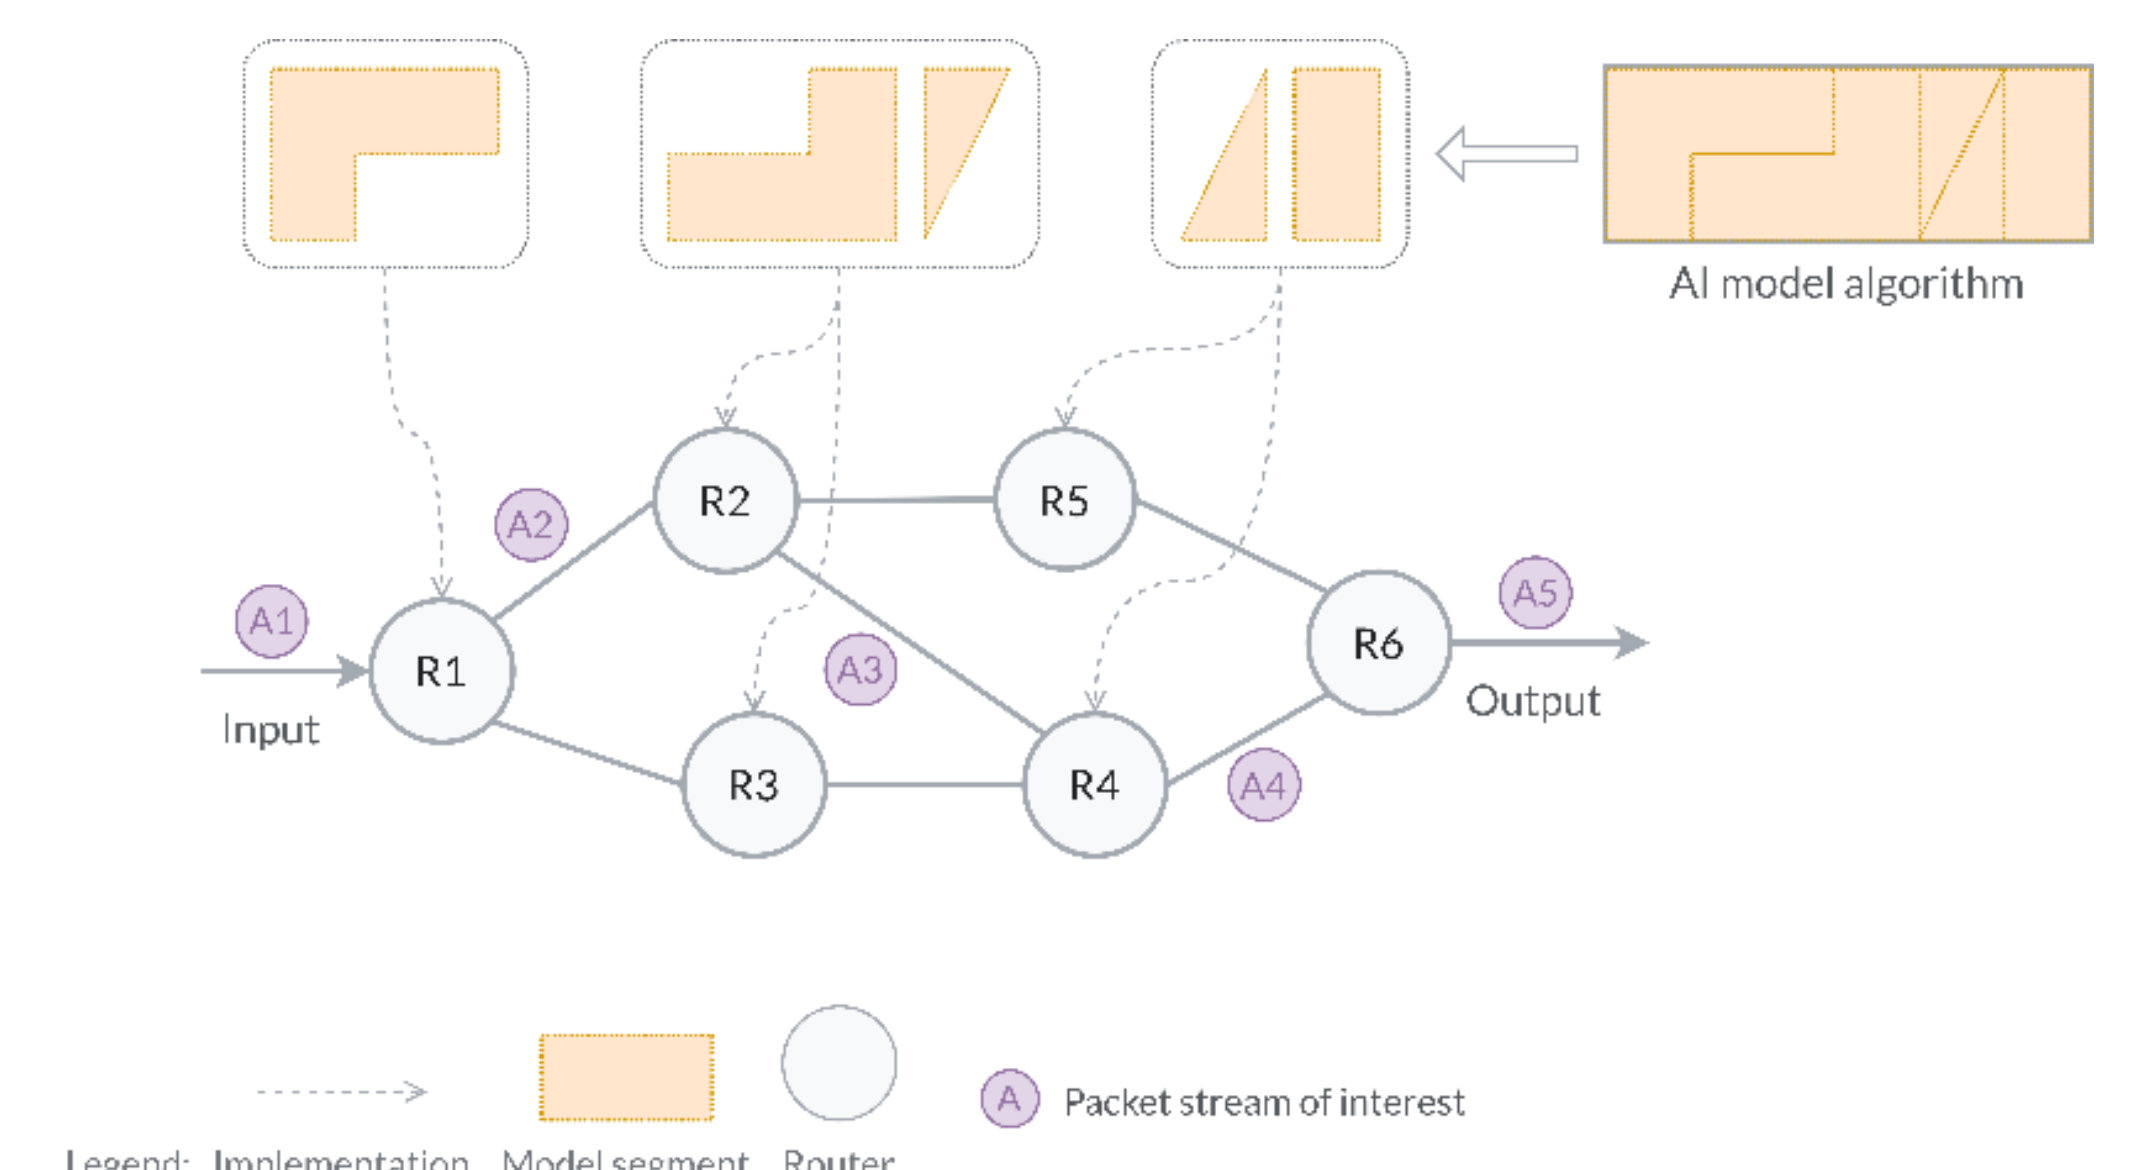 AI model algorithm
R2
R5
A2
A1
A5
R1
R6
A3
Input
Output
R3
R4
A4
A
Packet stream of interest
Legend: Implementation Model segment Router